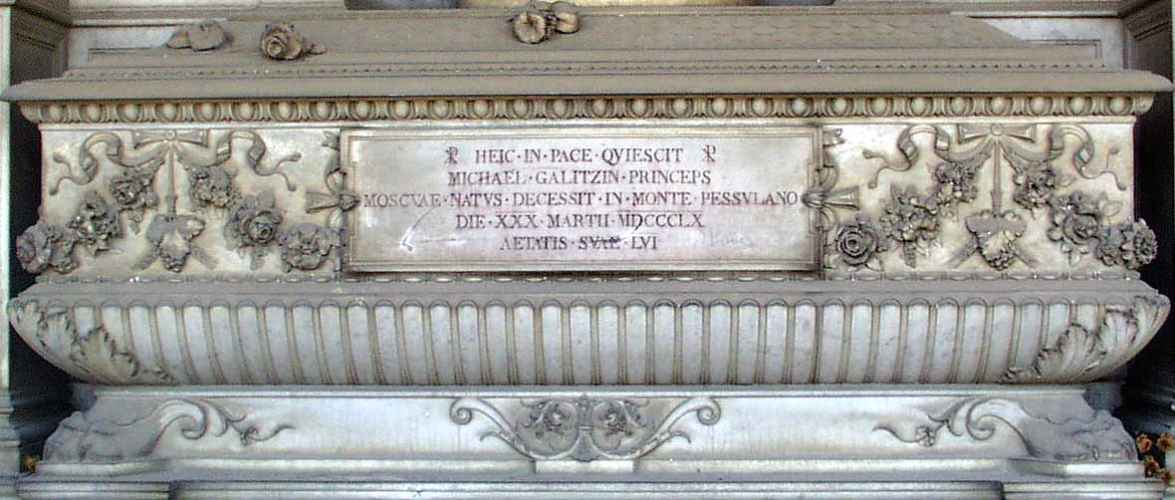 ☧ HEIC·IN·PACE·QVIESCIT ☧
MICHAEL·GALITZIN·PRINCEPS
MOSCVAE·NATVS·DECESSIT·IN·MONTE·PESSVLANO
DIE·XXX·MARTII·MDCCCLX
AETATIS·SVAE·LVI